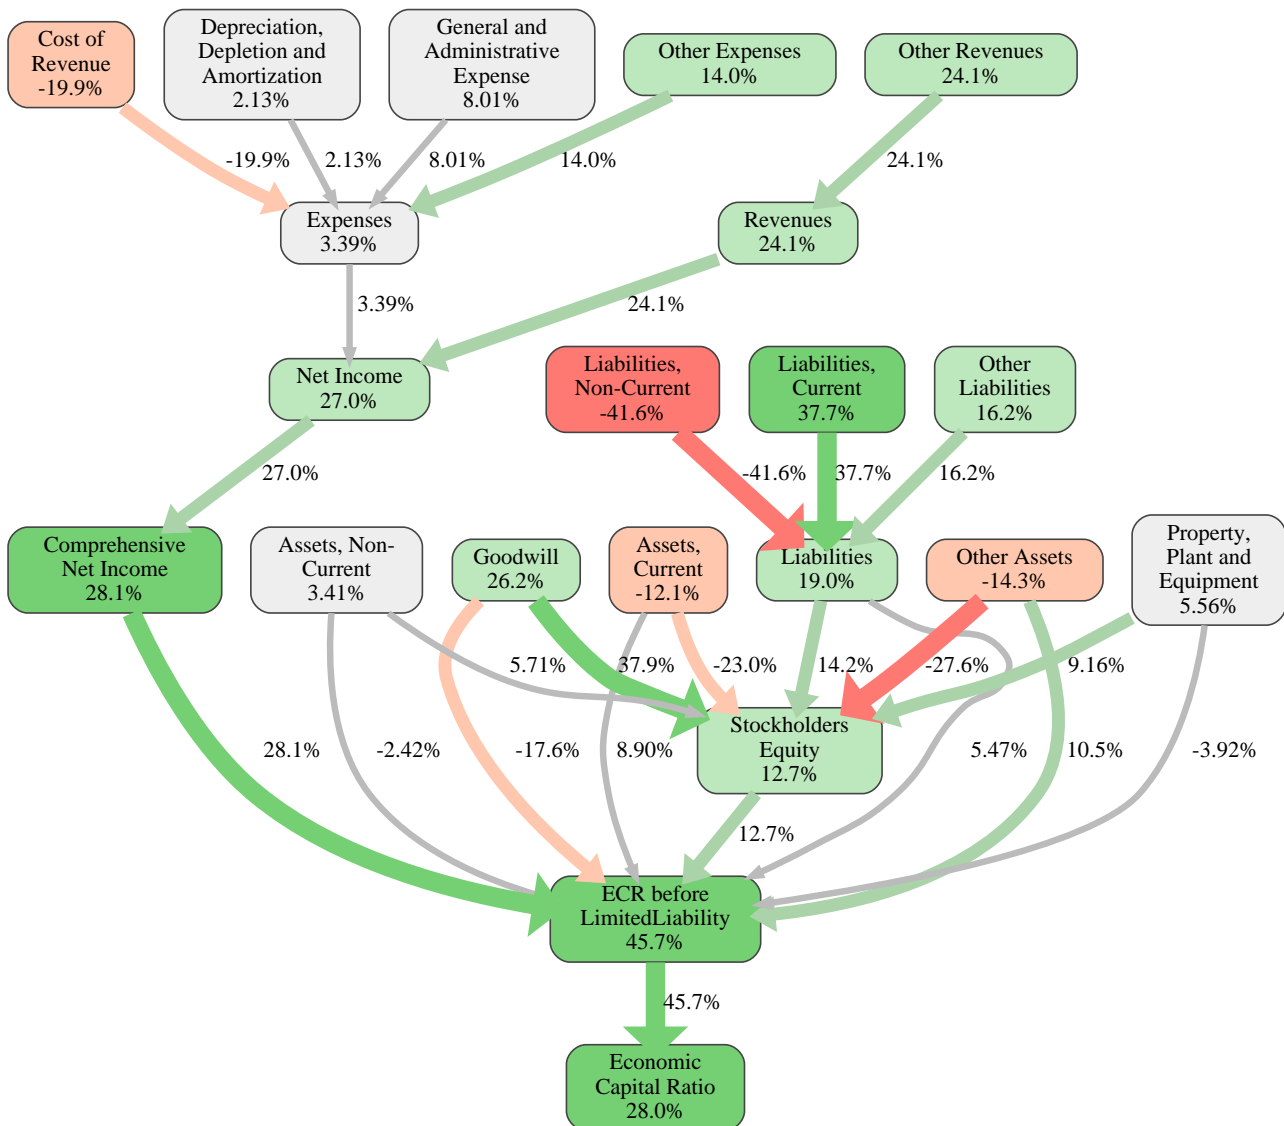 Cost of
Revenue
-19.9%
Depreciation,
Depletion and
Amortization
2.13%
General and
Administrative
Expense
8.01%
Other Expenses
14.0%
Other Revenues
24.1%
-19.9%
2.13%
8.01%
14.0%
24.1%
Expenses
3.39%
Revenues
24.1%
3.39%
24.1%
Net Income
27.0%
Liabilities,
Non-Current
-41.6%
Liabilities,
Current
37.7%
Other
Liabilities
16.2%
27.0%
-41.6%
37.7%
16.2%
Comprehensive
Net Income
28.1%
Assets, Non-
Current
3.41%
Goodwill
26.2%
Assets,
Current
-12.1%
Liabilities
19.0%
Other Assets
-14.3%
Property,
Plant and
Equipment
5.56%
5.71%
37.9%
-23.0%
14.2%
-27.6%
9.16%
Stockholders
Equity
12.7%
28.1%
-2.42%
-17.6%
8.90%
5.47%
10.5%
-3.92%
12.7%
ECR before
LimitedLiability
45.7%
45.7%
Economic
Capital Ratio
28.0%